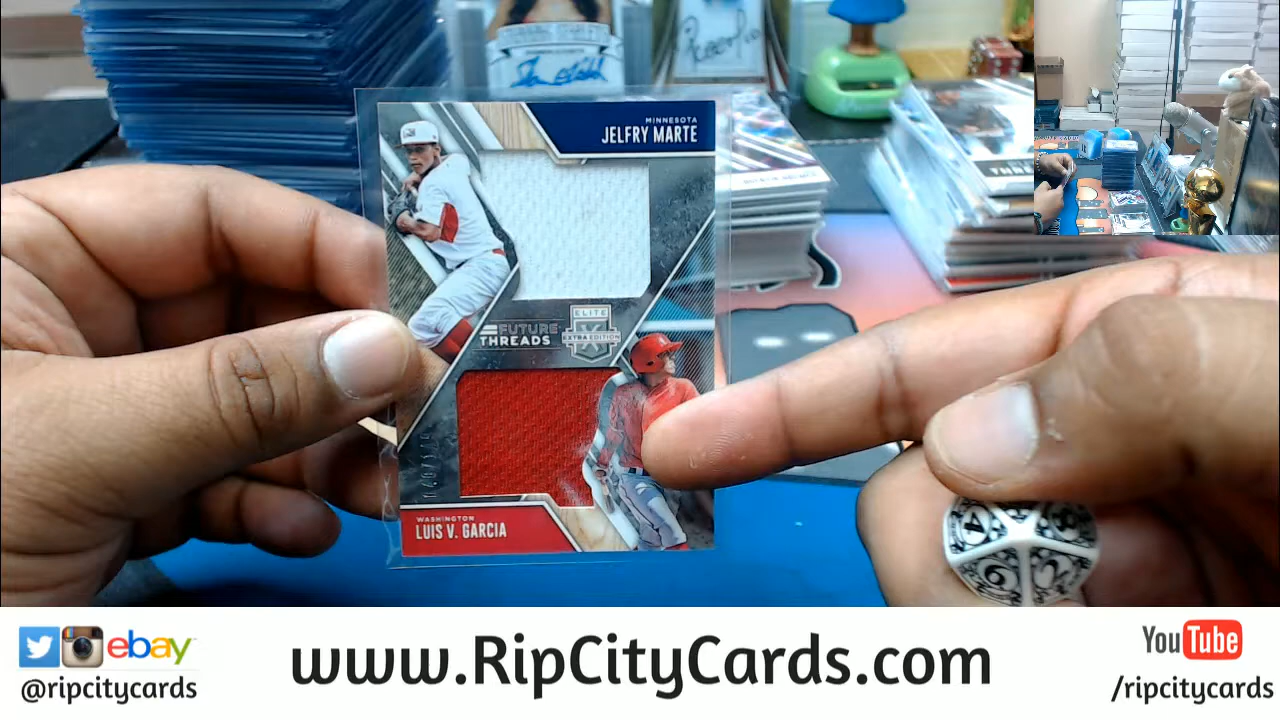 MINNESOTA
JELFRY MARTE
FUTURE
THREADS
ELITE
EXTRA EDITION
WASHINGTON
LUIS V. GARCIA
ebay
@ripcitycards
www.RipCityCards.com
YouTube
/ripcitycards